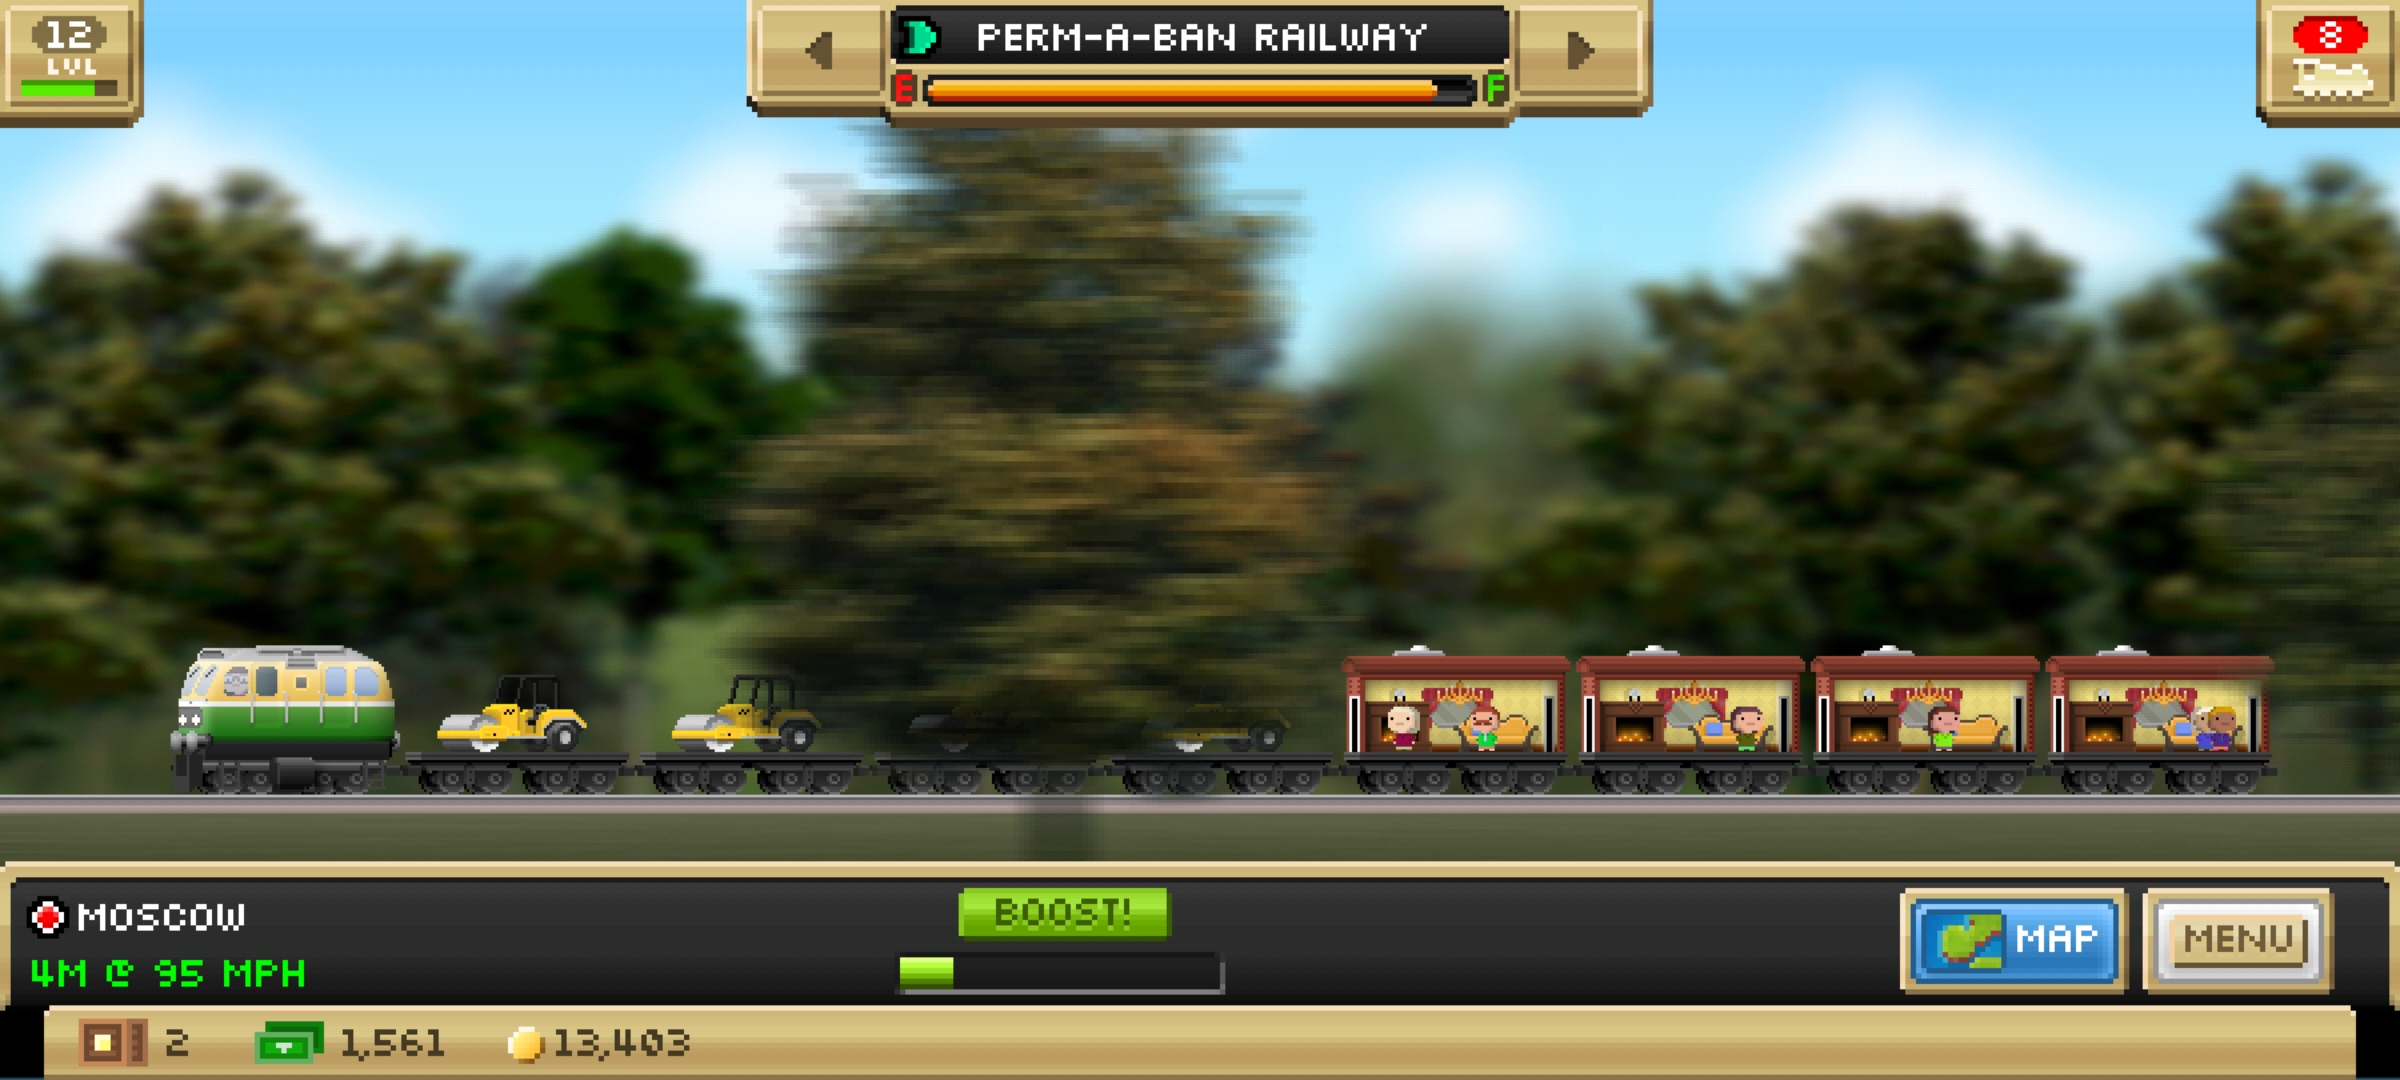 12
LVL
PERM-A-BAN RAILWAY
E
F
8
MOSCOW
4M @ 95 MPH
BOOST!
MAP
MENU
2
1,561
13,403